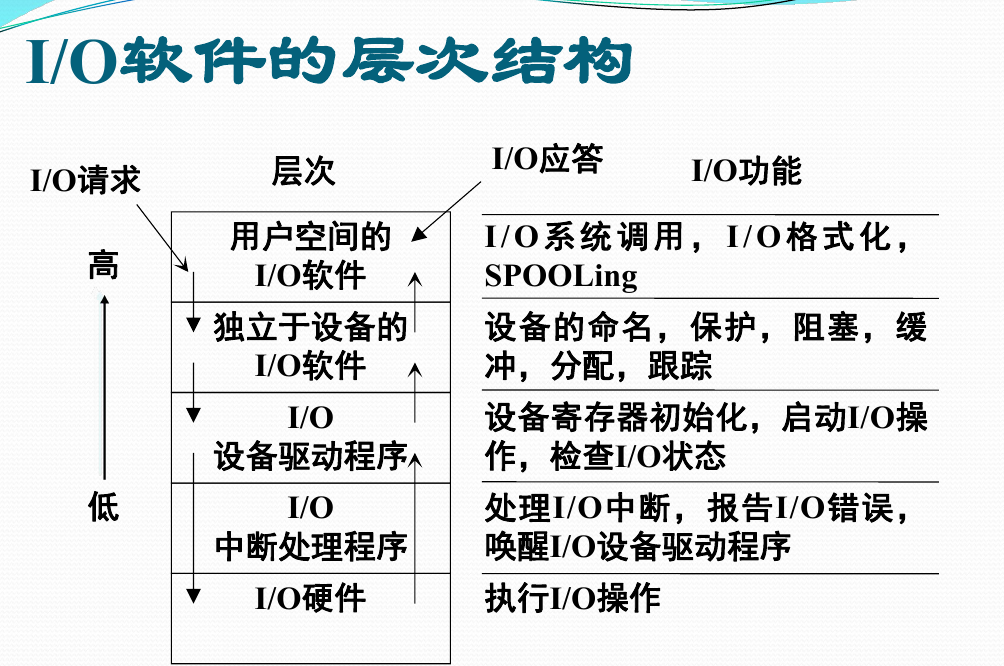 I/O软件的层次结构
I/O请求
层次
I/O应答
I/O功能
高
低
用户空间的
I/O软件
I/O系统调用，I/O格式化，
SPOOLing
独立于设备的
I/O软件
设备的命名，保护，阻塞，缓
冲，分配，跟踪
I/O
设备驱动程序
设备寄存器初始化，启动I/O操
作，检查I/O状态
I/O
中断处理程序
处理I/O中断，报告I/O错误，
唤醒I/O设备驱动程序
I/O硬件
执行I/O操作